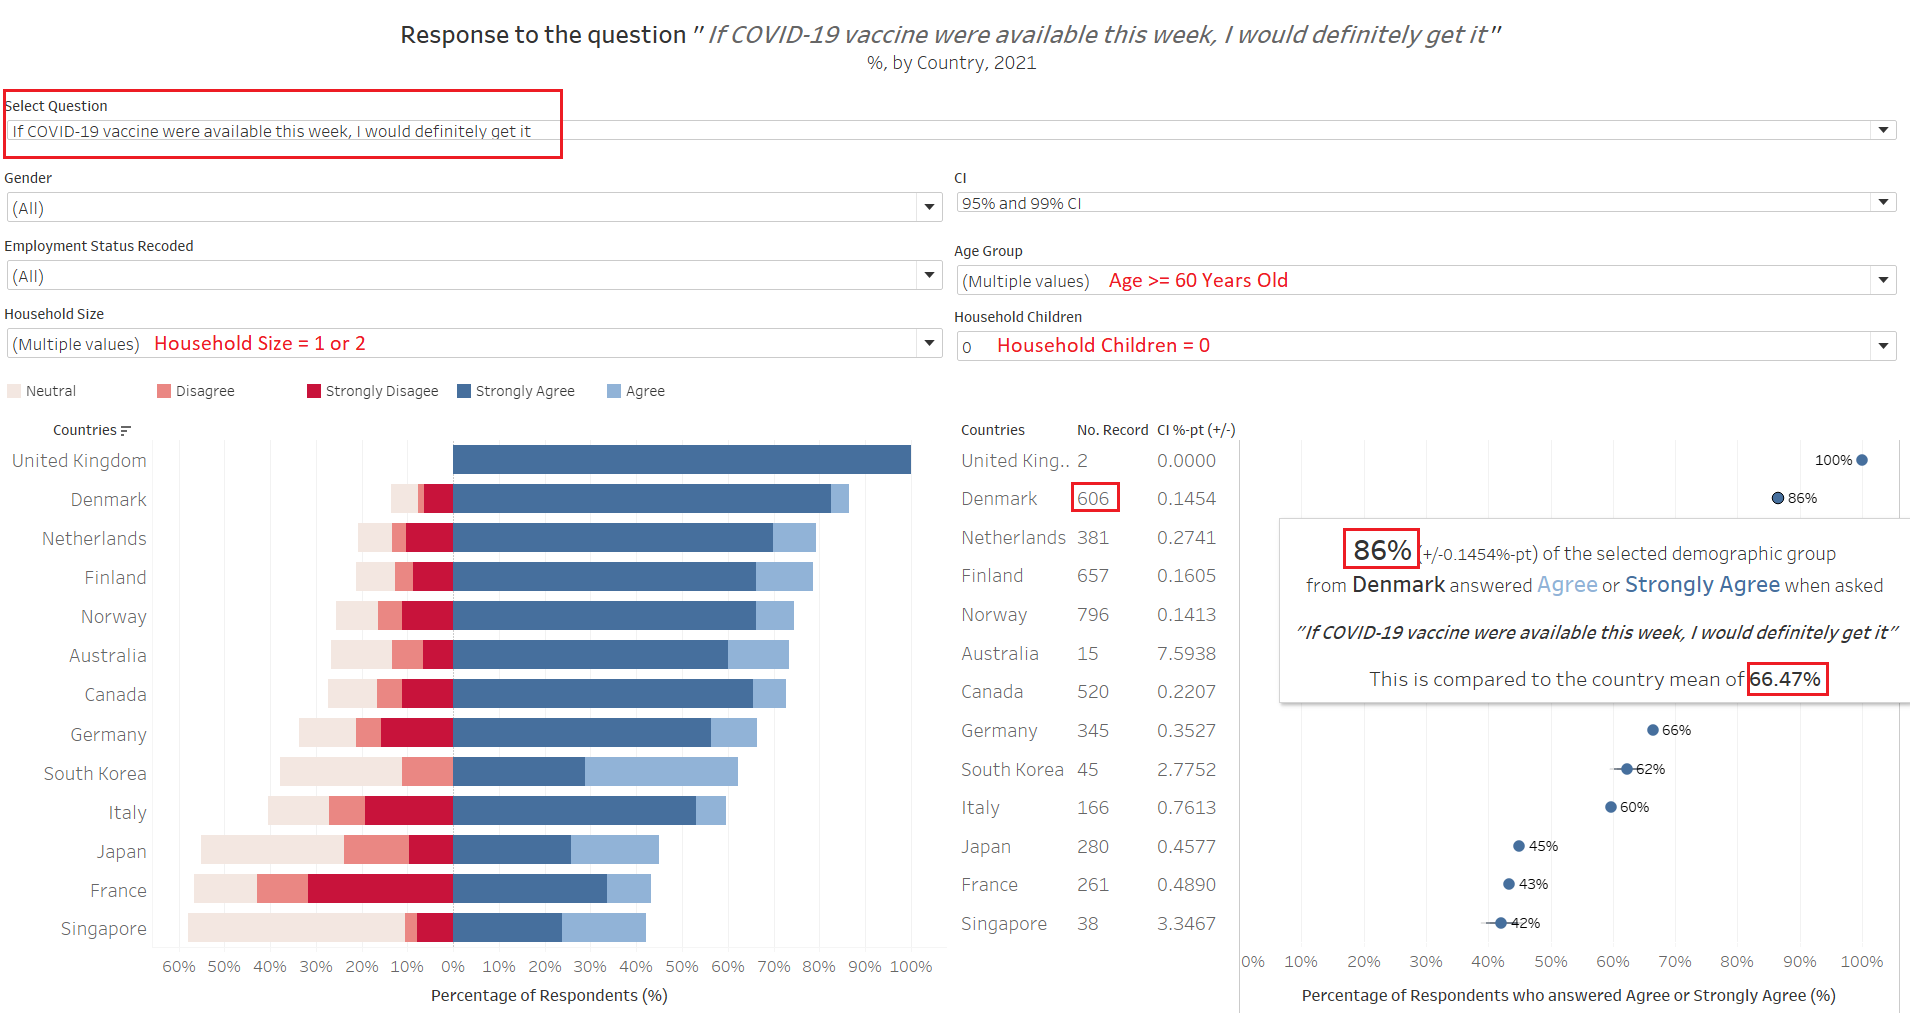 Response to the question "If COVID-19 vaccine were available this week, I would definitely get it"
%, by Country, 2021
Select Question
If COVID-19 vaccine were available this week, I would definitely get it
Gender
(All)
CI
95% and 99% CI
Employment Status Recoded
(All)
Age Group
(Multiple values) Age >= 60 Years Old
Household Size
(Multiple values) Household Size = 1 or 2
Household Children
0 Household Children = 0
Neutral Disagree Strongly Disagee Strongly Agree Agree
Countries
United Kingdom
Denmark
Netherlands
Finland
Norway
Australia
Canada
Germany
South Korea
Italy
Japan
France
Singapore
60% 50% 40% 30% 20% 10% 0% 10% 20% 30% 40% 50% 60% 70% 80% 90% 100%
Percentage of Respondents (%)
Countries No. Record CI %-pt (+/-)
United King.. 2 0.0000 100%
Denmark 606 0.1454 86%
Netherlands 381 0.2741
Finland 657 0.1605
Norway 796 0.1413
Australia 15 7.5938
Canada 520 0.2207
Germany 345 0.3527 66%
South Korea 45 2.7752 62%
Italy 166 0.7613 60%
Japan 280 0.4577 45%
France 261 0.4890 43%
Singapore 38 3.3467 42%
86% (+/-0.1454%-pt) of the selected demographic group
from Denmark answered Agree or Strongly Agree when asked
"If COVID-19 vaccine were available this week, I would definitely get it"
This is compared to the country mean of 66.47%
0% 10% 20% 30% 40% 50% 60% 70% 80% 90% 100%
Percentage of Respondents who answered Agree or Strongly Agree (%)